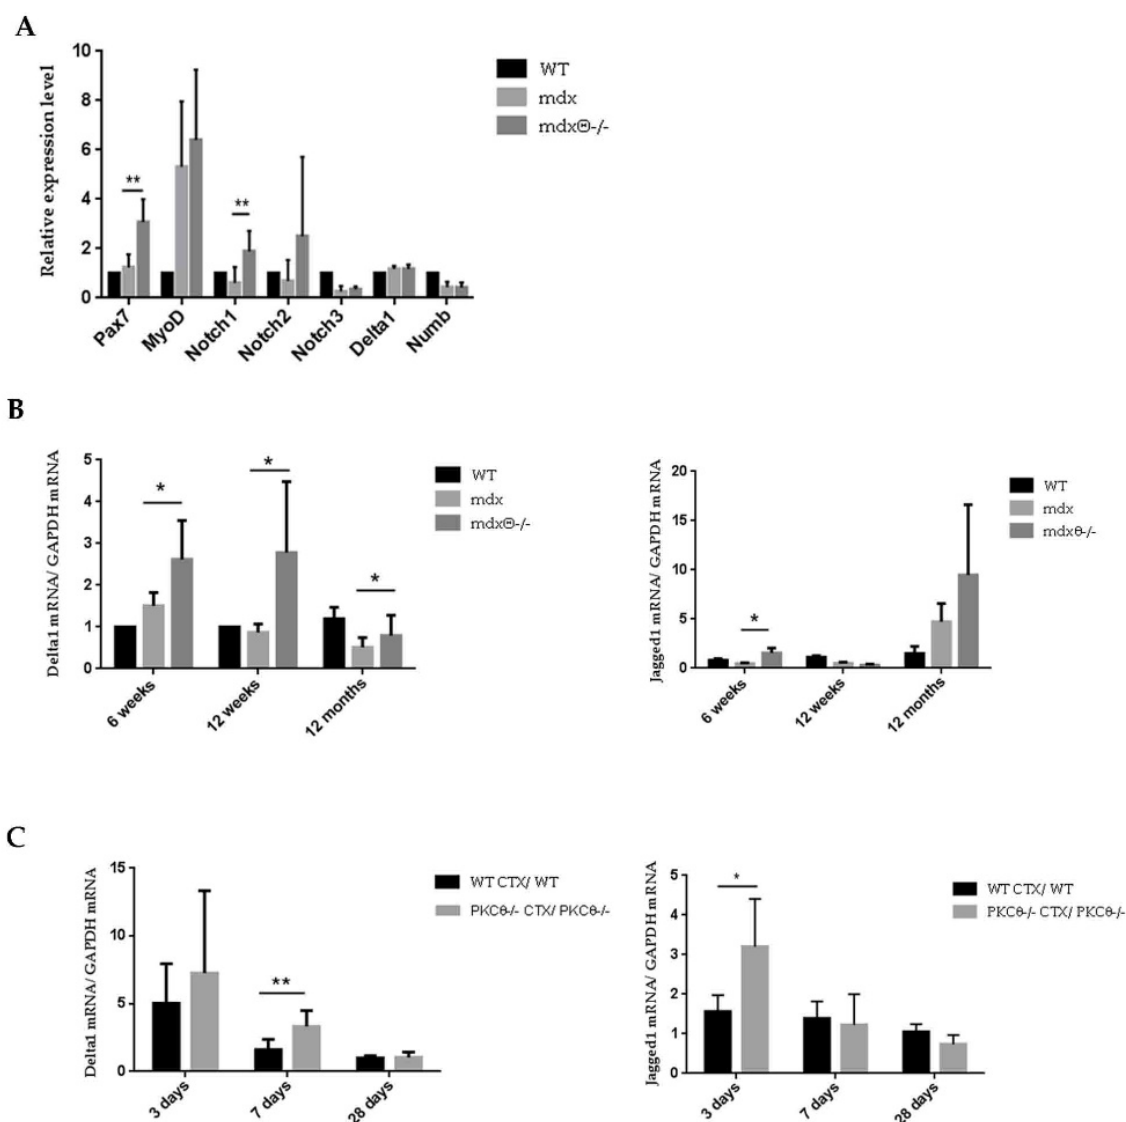 A
Relative expression level
10
8
6
4
2
0
**
**
WT
mdx
mdxΘ-/-
Pax7
MyoD
Notch1
Notch2
Notch3
Delta1
Numb
B
Delta1 mRNA/ GAPDH mRNA
5
4
3
2
1
0
*
*
*
WT
mdx
mdxΘ-/-
6 weeks
12 weeks
12 months
Jagged1 mRNA/ GAPDH mRNA
20
15
10
5
0
*
WT
mdx
mdxθ-/-
6 weeks
12 weeks
12 months
C
Delta1 mRNA/ GAPDH mRNA
15
10
5
0
**
WT CTX/ WT
PKCθ-/- CTX/ PKCθ-/-
3 days
7 days
28 days
Jagged1 mRNA/ GAPDH mRNA
5
4
3
2
1
0
*
WT CTX/ WT
PKCθ-/- CTX/ PKCθ-/-
3 days
7 days
28 days